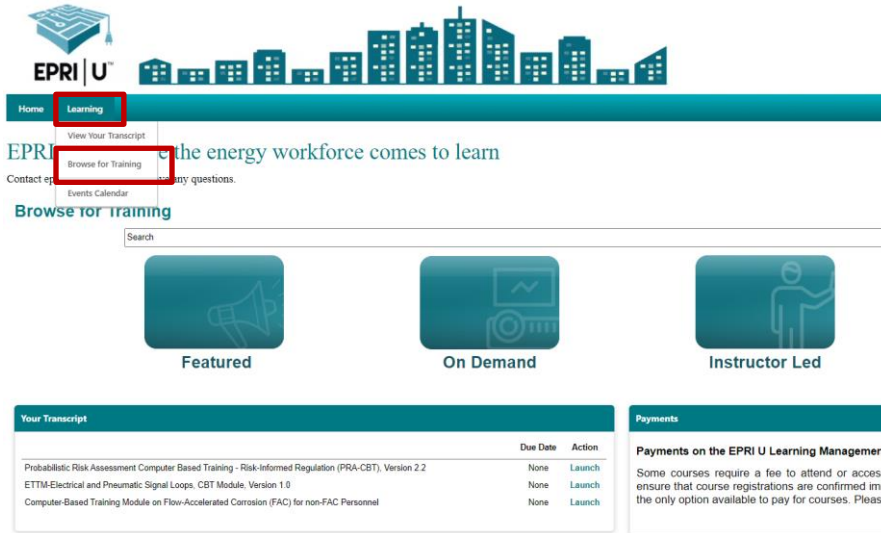 EPRI | U™
Home Learning
View Your Transcript
EPRI the energy workforce comes to learn
Browse for Training
Contact ep any questions.
Events Calendar
Browse for Training
Search
Featured On Demand Instructor Led
Your Transcript Payments
Due Date Action
Payments on the EPRI U Learning Managemen
Probabilistic Risk Assessment Computer Based Training - Risk-Informed Regulation (PRA-CBT), Version 2.2 None Launch
Some courses require a fee to attend or acces
ETTM-Electrical and Pneumatic Signal Loops, CBT Module, Version 1.0 None Launch
ensure that course registrations are confirmed im
Computer-Based Training Module on Flow-Accelerated Corrosion (FAC) for non-FAC Personnel None Launch
the only option available to pay for courses. Pleas